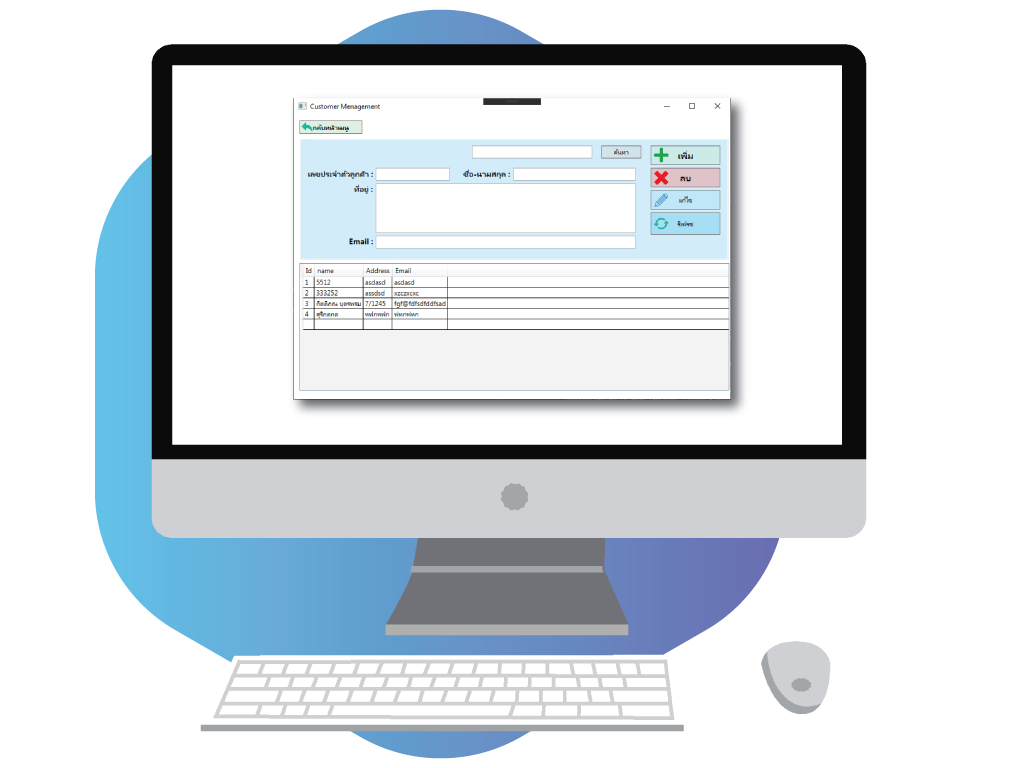 Customer Menagement
กลับหน้าเมนู
ค้นหา
เพิ่ม
เลขประจำตัวลูกค้า :
ชื่อ-นามสกุล :
ลบ
ที่อยู่ :
แก้ไข
รีเฟรช
Email :
Id name Address Email
1 5512 asdasd asdasd
2 333252 assdsd xzczxcxc
3 7/1245 fgf@fdfsdfddfsad
4